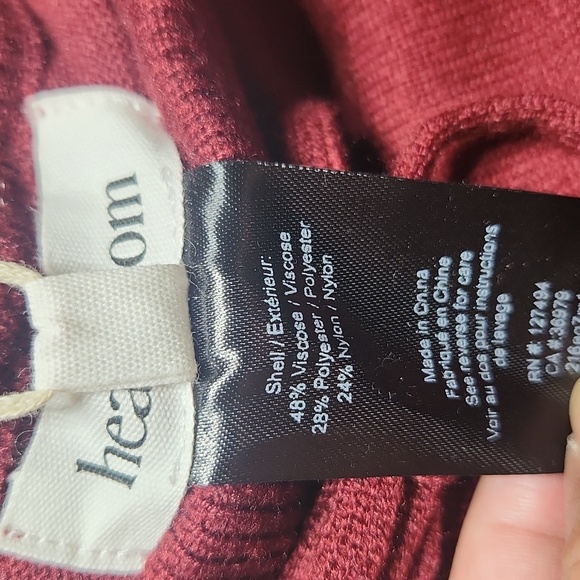 hea
om
Shell / Extérieur:
48% Viscose / Viscose
28% Polyester / Polyester
24% Nylon / Nylon
Made in China
Fabriqué en Chine
See reverse for care
Voir au dos pour instructions
de lavage
RN #: 127494
CA #: